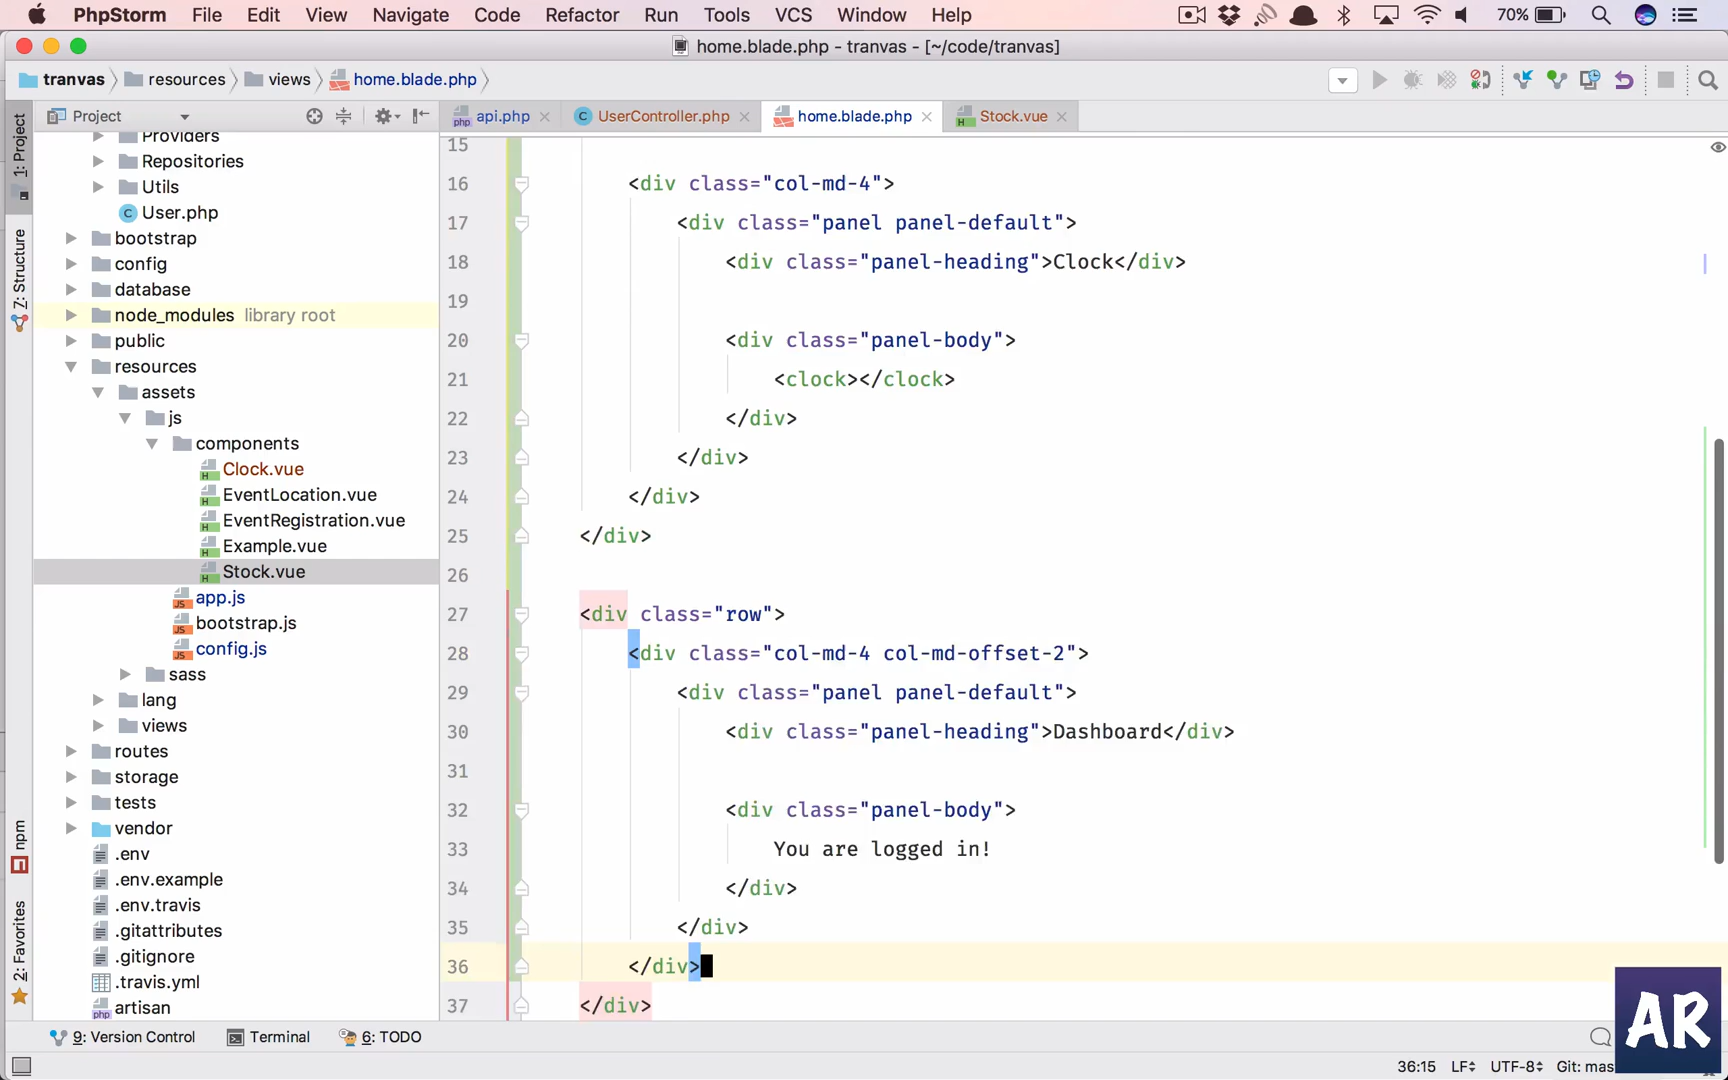 PhpStorm File Edit View Navigate Code Refactor Run Tools VCS Window Help 70%
home.blade.php - tranvas - [~/code/tranvas]
tranvas resources views home.blade.php
Project api.php UserController.php home.blade.php Stock.vue
1: Project
7: Structure
npm
2: Favorites
Providers
Repositories
Utils
User.php
bootstrap
config
database
node_modules library root
public
resources
assets
js
components
Clock.vue
EventLocation.vue
EventRegistration.vue
Example.vue
Stock.vue
app.js
bootstrap.js
config.js
sass
lang
views
routes
storage
tests
vendor
.env
.env.example
.env.travis
.gitattributes
.gitignore
.travis.yml
artisan
15
16 <div class="col-md-4">
17 <div class="panel panel-default">
18 <div class="panel-heading">Clock</div>
19
20 <div class="panel-body">
21 <clock></clock>
22 </div>
23 </div>
24 </div>
25 </div>
26
27 <div class="row">
28 <div class="col-md-4 col-md-offset-2">
29 <div class="panel panel-default">
30 <div class="panel-heading">Dashboard</div>
31
32 <div class="panel-body">
33 You are logged in!
34 </div>
35 </div>
36 </div>
37 </div>
AR
9: Version Control Terminal 6: TODO
36:15 LF UTF-8 Git: mas